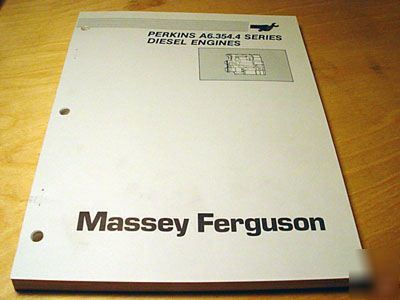 PERKINS A6.354.4 SERIES
DIESEL ENGINES
Massey Ferguson